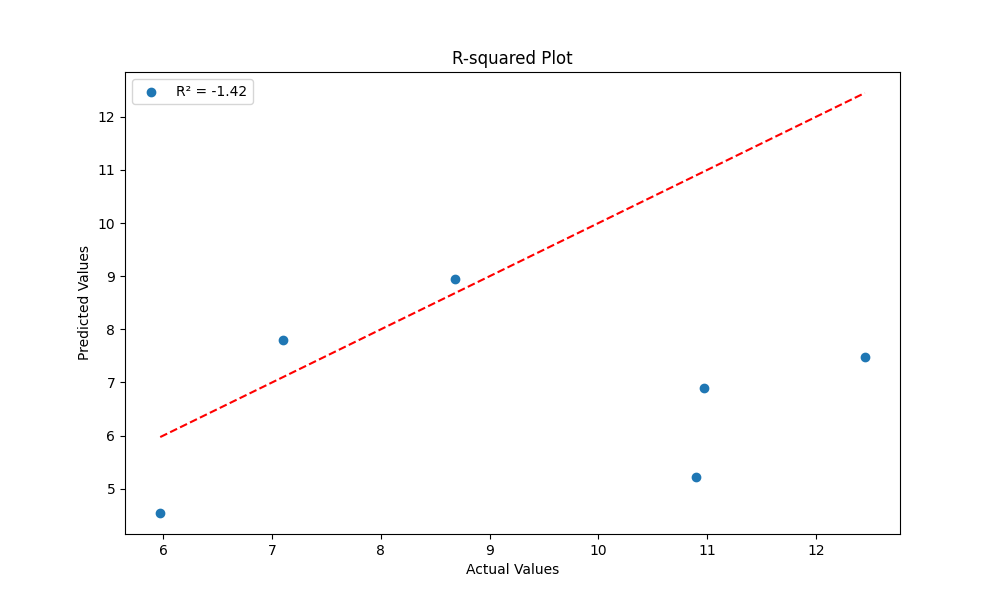 R-squared Plot
R² = -1.42
12
11
10
9
8
7
6
5
Predicted Values
6 7 8 9 10 11 12
Actual Values